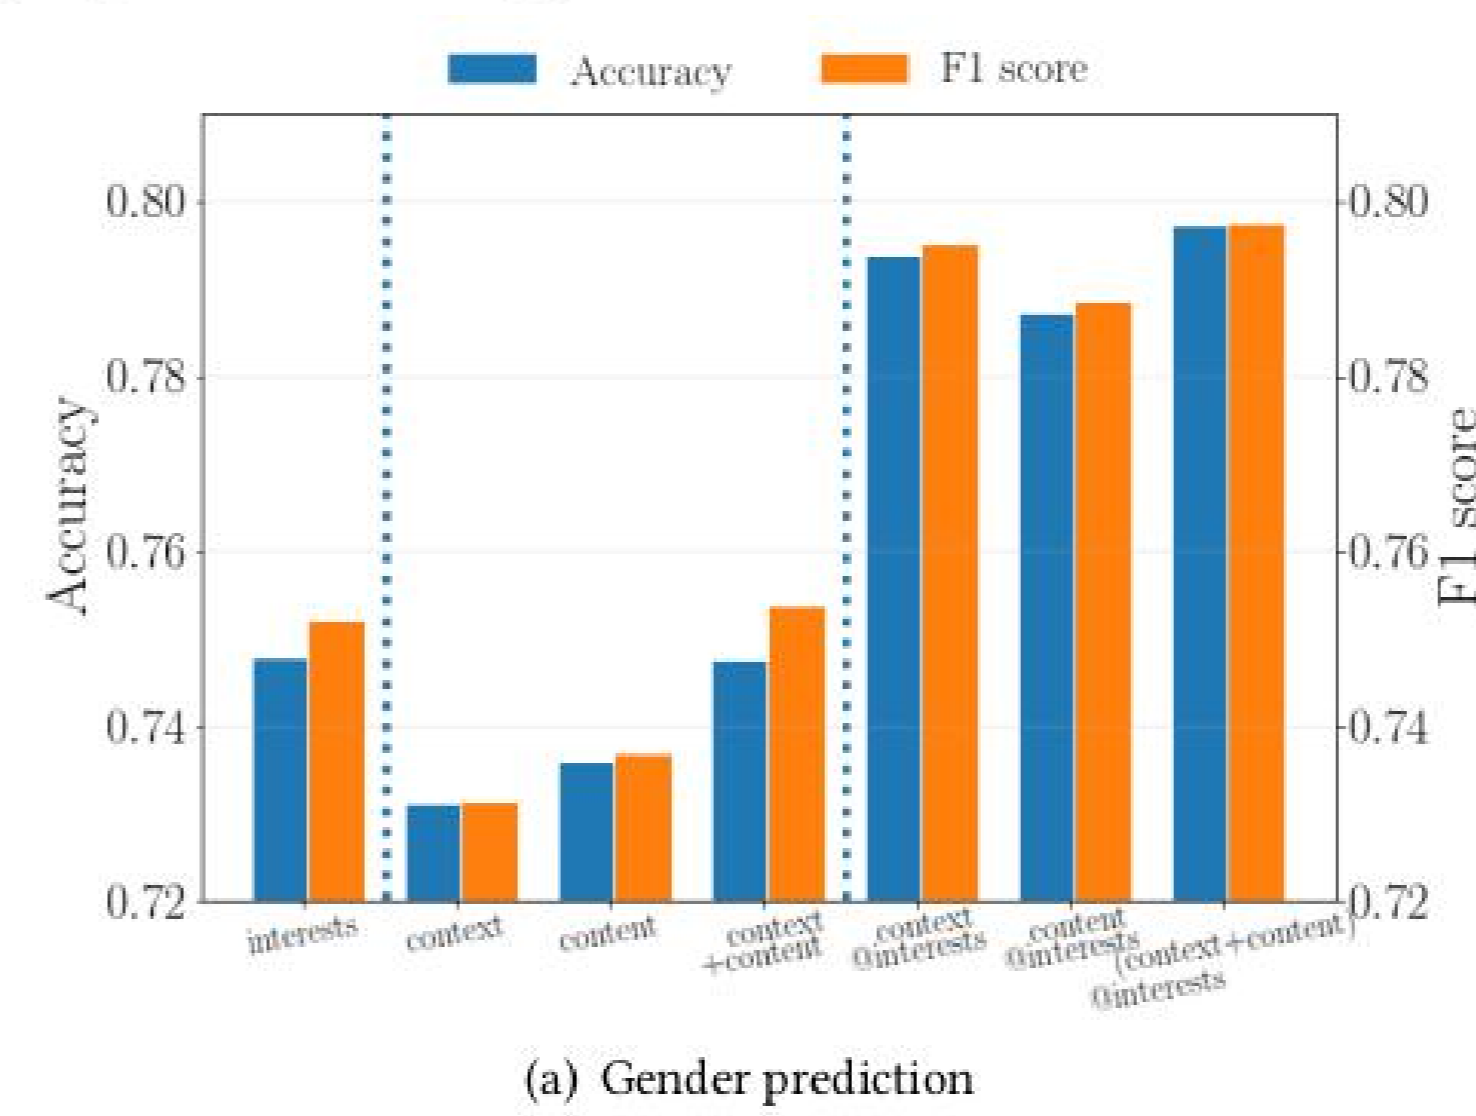 Accuracy F1 score
0.80
0.78
0.76
0.74
0.72
Accuracy
0.80
0.78
0.76
0.74
0.72
F1 score
interests
context
content
context
+content
context
@interests
content
@interests
(context+content)
@interests
(a) Gender prediction